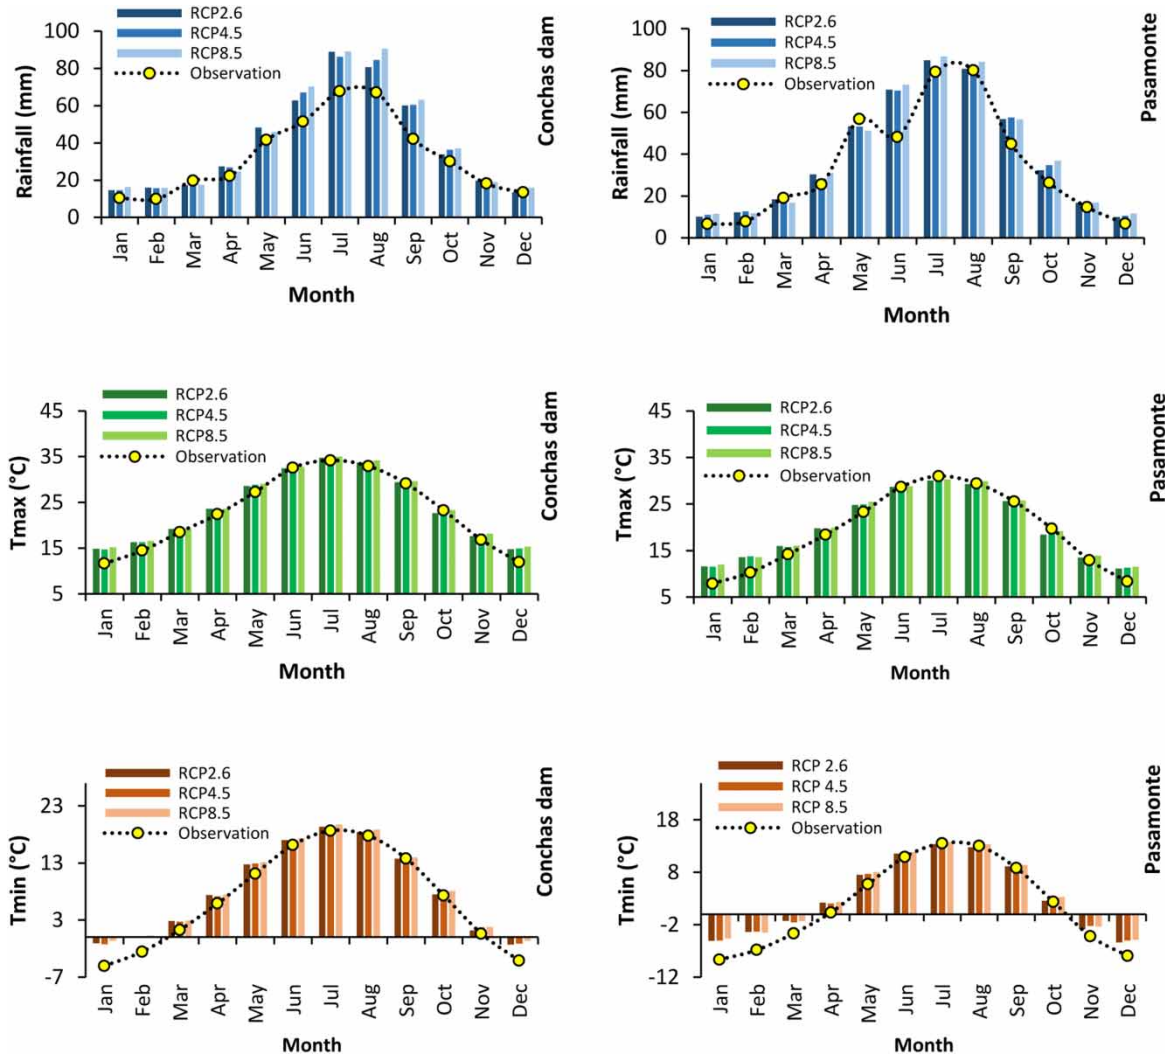 RCP2.6
RCP4.5
RCP8.5
Observation
100
80
60
40
20
0
Rainfall (mm)
Jan Feb Mar Apr May Jun Jul Aug Sep Oct Nov Dec
Month
Conchas dam
RCP2.6
RCP4.5
RCP8.5
Observation
100
80
60
40
20
0
Rainfall (mm)
Jan Feb Mar Apr May Jun Jul Aug Sep Oct Nov Dec
Month
Pasamonte
RCP2.6
RCP4.5
RCP8.5
Observation
45
35
25
15
5
Tmax (°C)
Jan Feb Mar Apr May Jun Jul Aug Sep Oct Nov Dec
Month
Conchas dam
RCP2.6
RCP4.5
RCP8.5
Observation
45
35
25
15
5
Tmax (°C)
Jan Feb Mar Apr May Jun Jul Aug Sep Oct Nov Dec
Month
Pasamonte
RCP2.6
RCP4.5
RCP8.5
Observation
23
13
3
-7
Tmin (°C)
Jan Feb Mar Apr May Jun Jul Aug Sep Oct Nov Dec
Month
Conchas dam
RCP 2.6
RCP 4.5
RCP 8.5
Observation
18
8
-2
-12
Tmin (°C)
Jan Feb Mar Apr May Jun Jul Aug Sep Oct Nov Dec
Month
Pasamonte